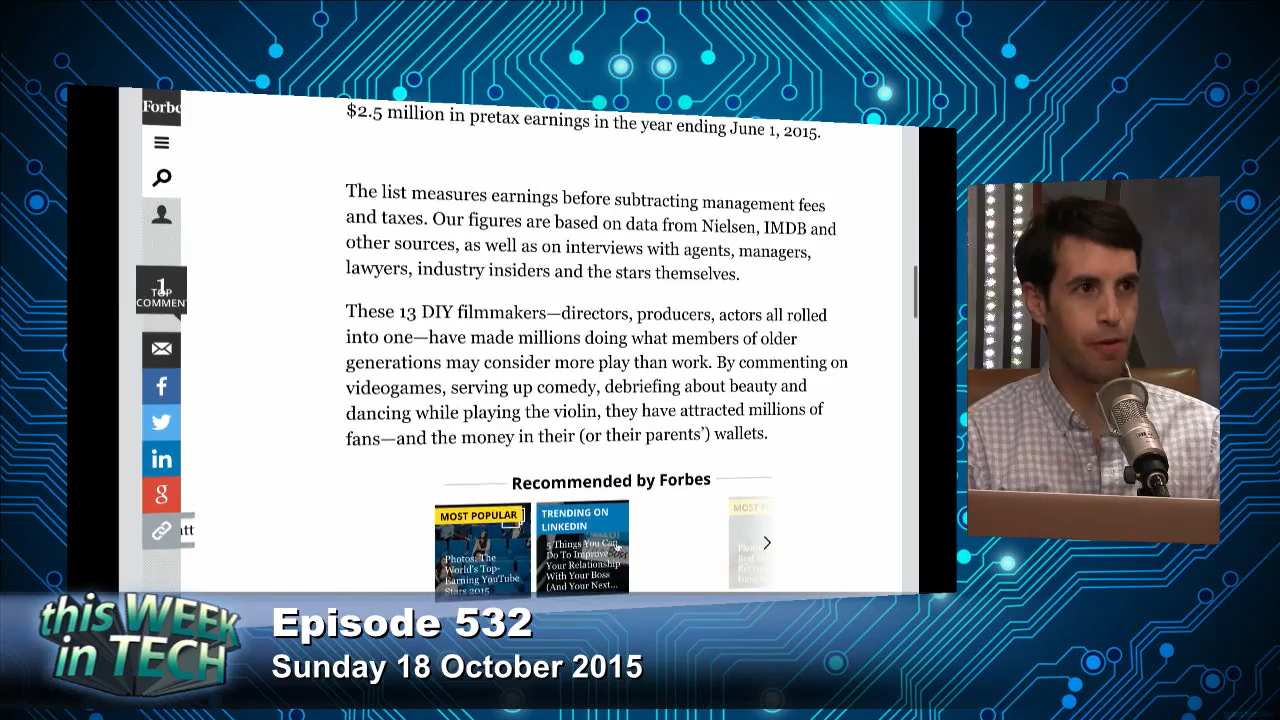 Forbe
$2.5 million in pretax earnings in the year ending June 1, 2015.
The list measures earnings before subtracting management fees
and taxes. Our figures are based on data from Nielsen, IMDB and
other sources, as well as on interviews with agents, managers,
lawyers, industry insiders and the stars themselves.
1
TOP
COMMEN
These 13 DIY filmmakers—directors, producers, actors all rolled
into one—have made millions doing what members of older
generations may consider more play than work. By commenting on
videogames, serving up comedy, debriefing about beauty and
dancing while playing the violin, they have attracted millions of
fans—and the money in their (or their parents’) wallets.
f
in
g
tt
Recommended by Forbes
MOST POPULAR
Photos: The
World's Top-
Earning YouTube
Stars 2015
TRENDING ON
LINKEDIN
5 Things You Can
Do To Improve
Your Relationship
With Your Boss
(And Your Next...
MOST P
this WEEK
in TECH
Episode 532
Sunday 18 October 2015